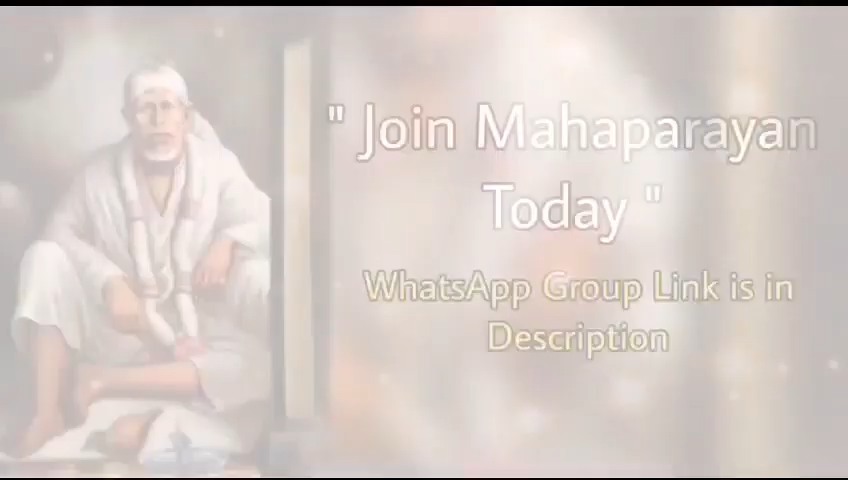 " Join Mahaparayan
Today "
WhatsApp Group Link is in
Description